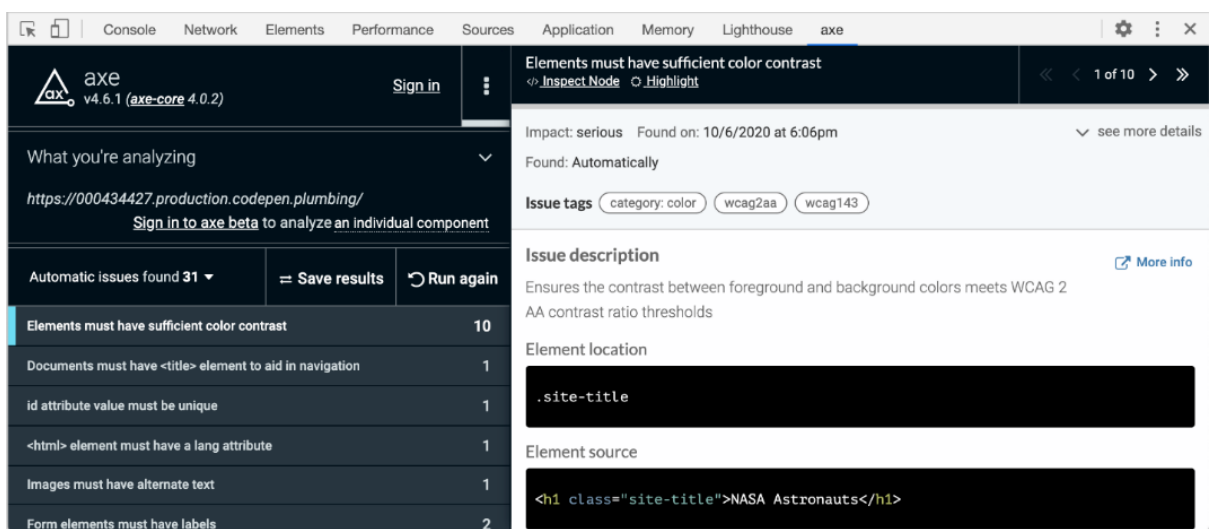 Console Network Elements Performance Sources Application Memory Lighthouse axe
axe
v4.6.1 (axe-core 4.0.2)
Sign in
What you're analyzing
https://000434427.production.codepen.plumbing/
Sign in to axe beta to analyze an individual component
Automatic issues found 31
Save results
Run again
Elements must have sufficient color contrast 10
Documents must have <title> element to aid in navigation 1
id attribute value must be unique 1
<html> element must have a lang attribute 1
Images must have alternate text 1
Form elements must have labels 2
Elements must have sufficient color contrast
</> Inspect Node Highlight
1 of 10
Impact: serious Found on: 10/6/2020 at 6:06pm
see more details
Found: Automatically
Issue tags category: color wcag2aa wcag143
Issue description
More info
Ensures the contrast between foreground and background colors meets WCAG 2
AA contrast ratio thresholds
Element location
.site-title
Element source
<h1 class="site-title">NASA Astronauts</h1>